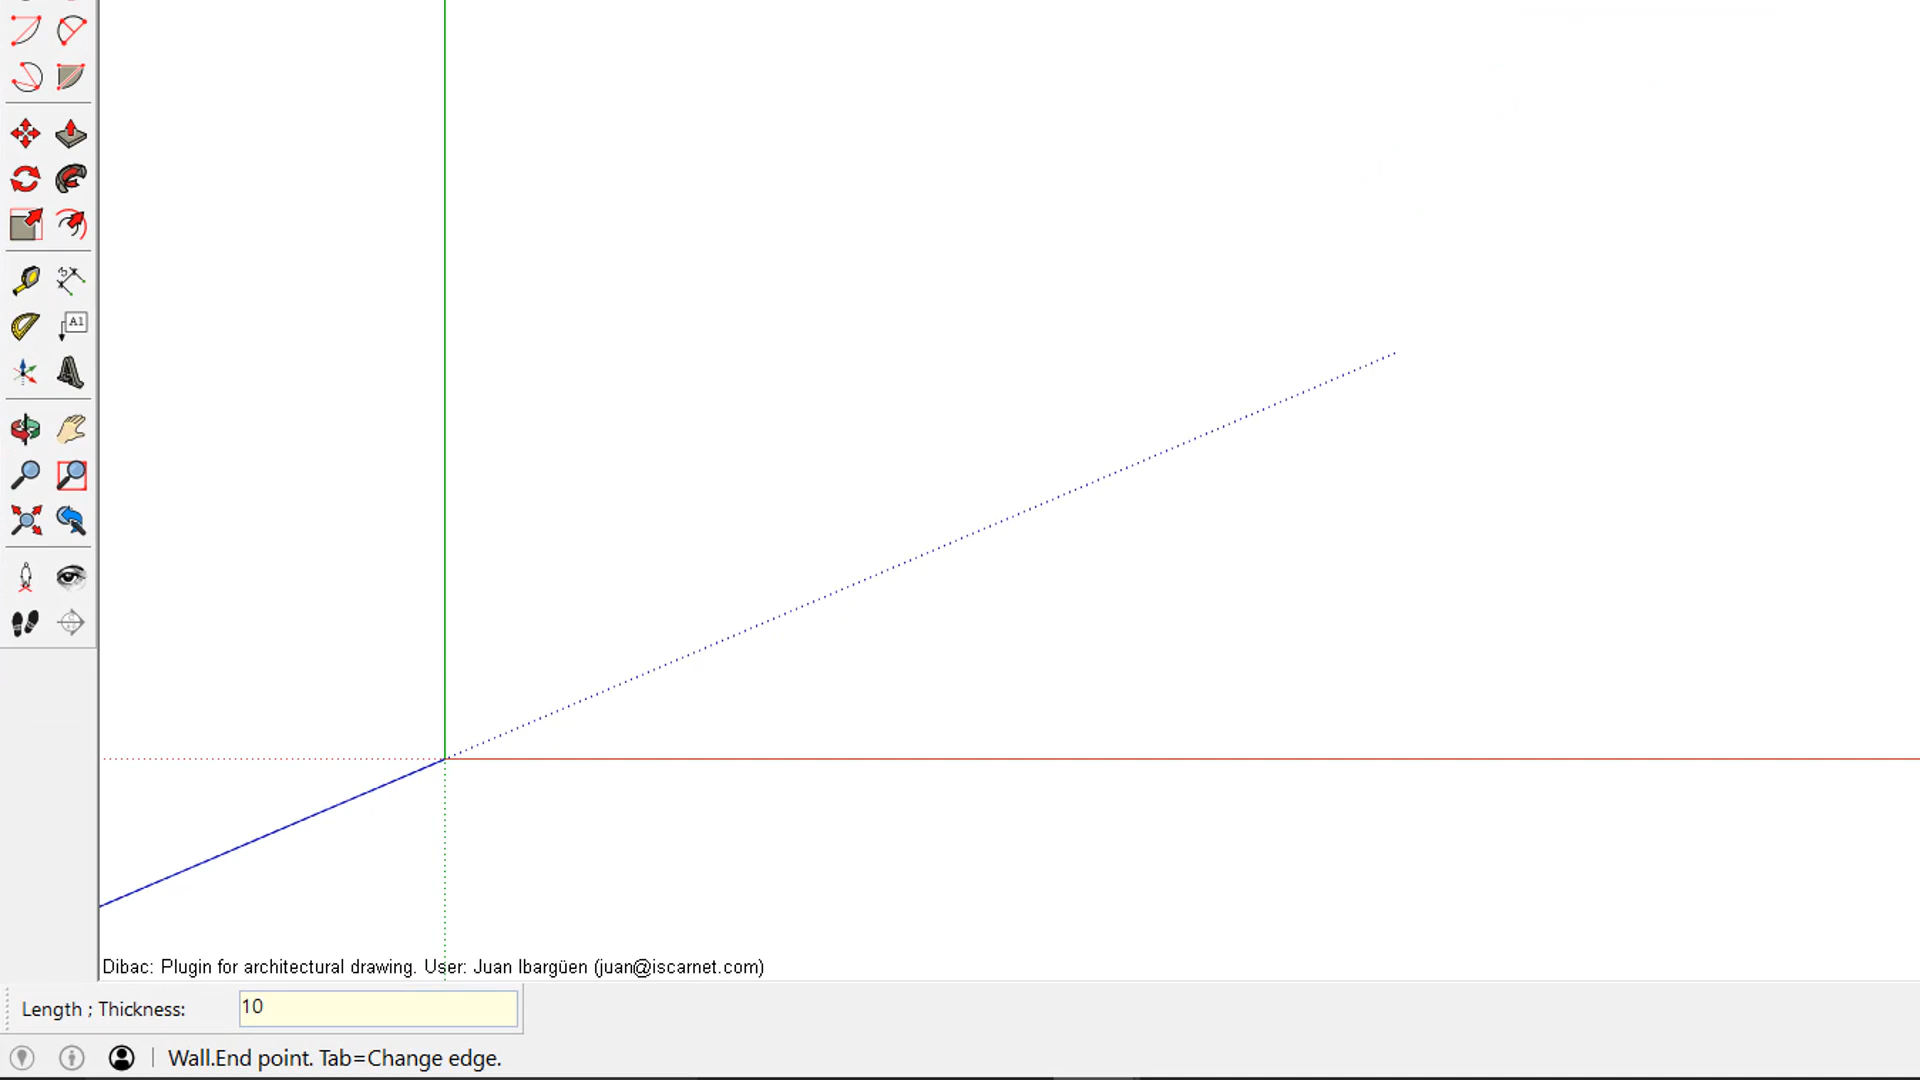 A1
Dibac: Plugin for architectural drawing. User: Juan Ibargüen (juan@iscarnet.com)
Length ; Thickness: 10
Wall.End point. Tab=Change edge.